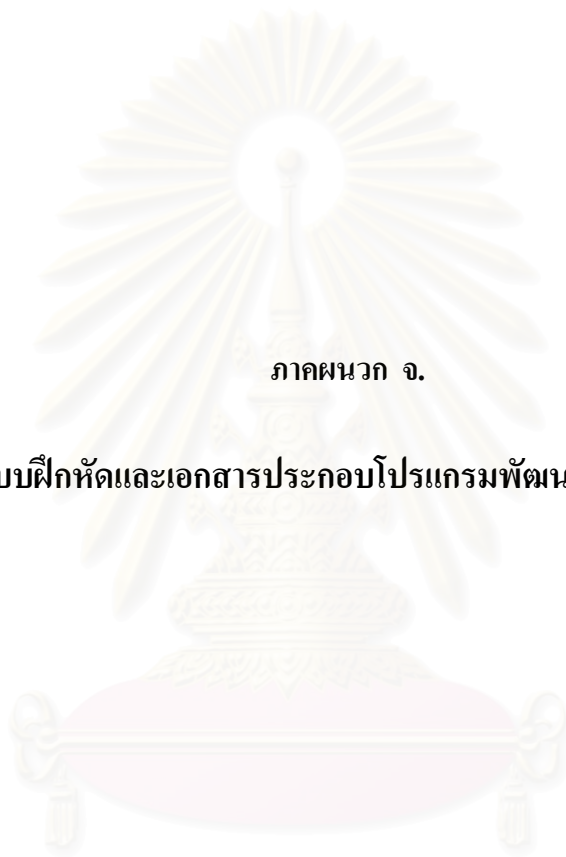 ภาคผนวก จ.
บบฝึกหัดและเอกสารประกอบโปรแกรมพัฒน